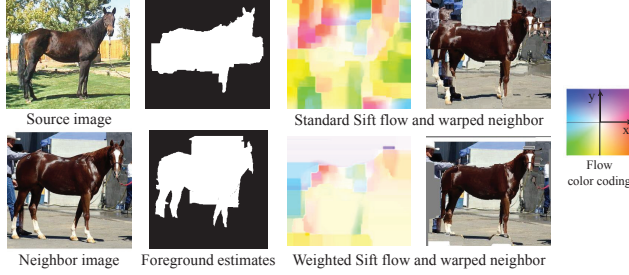 Source image
Standard Sift flow and warped neighbor
y
x
Flow
color coding
Neighbor image
Foreground estimates
Weighted Sift flow and warped neighbor